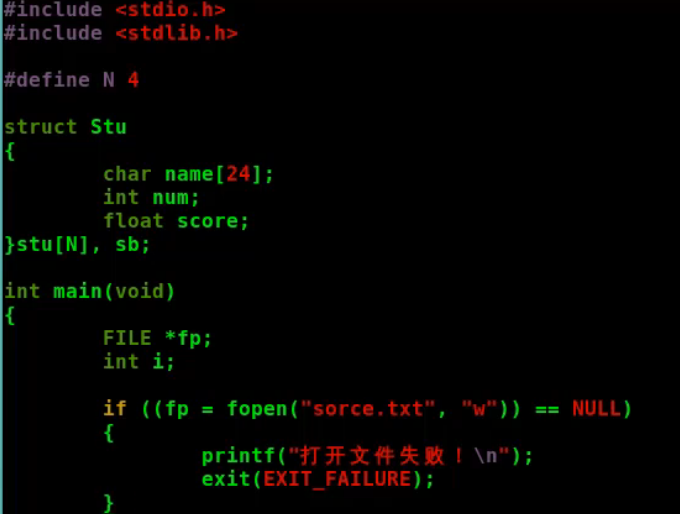 #include <stdio.h>
#include <stdlib.h>
#define N 4
struct Stu
{
char name[24];
int num;
float score;
}stu[N], sb;
int main(void)
{
FILE *fp;
int i;
if ((fp = fopen("sorce.txt", "w")) == NULL)
{
printf("打开文件失败！\n");
exit(EXIT_FAILURE);
}